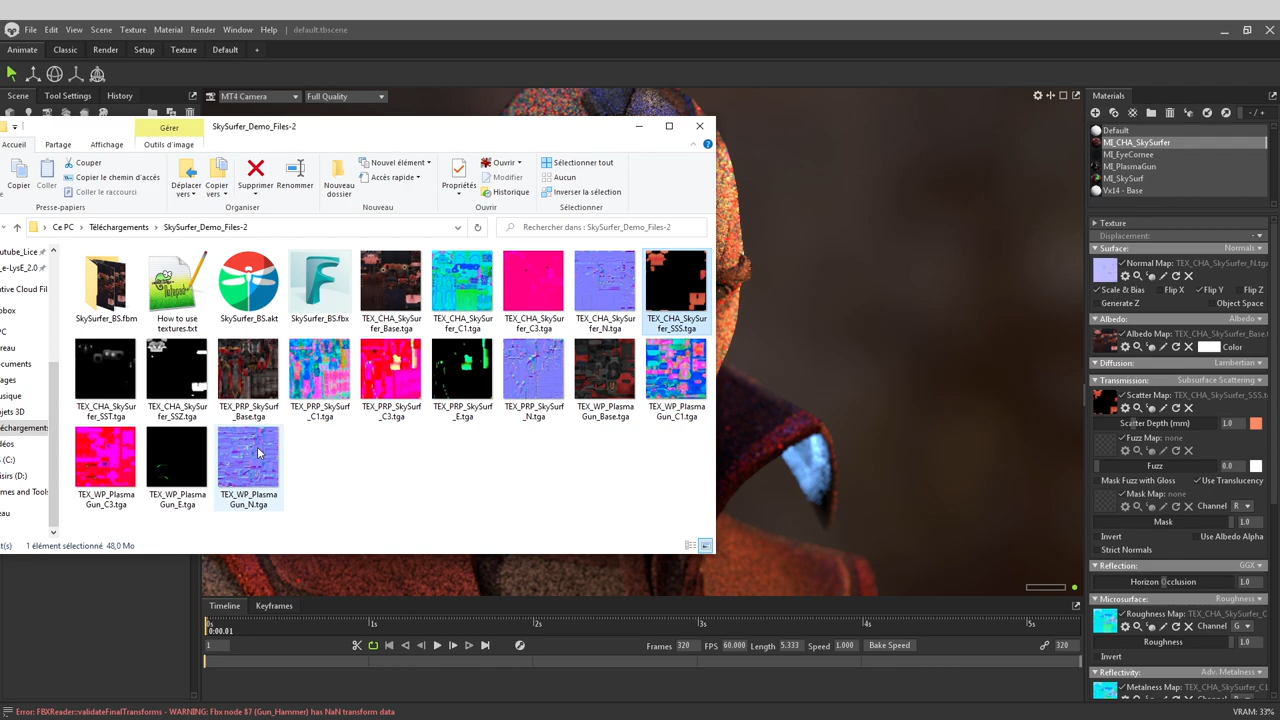 File Edit View Scene Texture Material Render Window Help default.tbscene
Animate Classic Render Setup Texture Default +
Scene Tool Settings History
MT4 Camera Full Quality
Materials
Default
MI_CHA_SkySurfer
MI_EyeCornee
MI_PlasmaGun
MI_SkySurf
Vx14 - Base
Gérer SkySurfer_Demo_Files-2
Accueil Partage Affichage Outils d'image
Copier
Coller
Couper
Copier le chemin d'accès
Coller le raccourci
Déplacer vers
Copier vers
Supprimer
Renommer
Nouveau dossier
Nouvel élément
Accès rapide
Propriétés
Ouvrir
Modifier
Historique
Sélectionner tout
Aucun
Inverser la sélection
Presse-papiers Organiser Nouveau Ouvrir Sélectionner
Ce PC > Téléchargements > SkySurfer_Demo_Files-2
Rechercher dans : SkySurfer_Demo_Files-2
SkySurfer_BS.fbm
How to use textures.txt
SkySurfer_BS.akt
SkySurfer_BS.fbx
TEX_CHA_SkySurfer_Base.tga
TEX_CHA_SkySurfer_C1.tga
TEX_CHA_SkySurfer_C3.tga
TEX_CHA_SkySurfer_N.tga
TEX_CHA_SkySurfer_SSS.tga
TEX_CHA_SkySurfer_SST.tga
TEX_CHA_SkySurfer_SSZ.tga
TEX_PRP_SkySurf_Base.tga
TEX_PRP_SkySurf_C1.tga
TEX_PRP_SkySurf_C3.tga
TEX_PRP_SkySurf_E.tga
TEX_PRP_SkySurf_N.tga
TEX_WP_PlasmaGun_Base.tga
TEX_WP_PlasmaGun_C1.tga
TEX_WP_PlasmaGun_C3.tga
TEX_WP_PlasmaGun_E.tga
TEX_WP_PlasmaGun_N.tga
1 élément sélectionné 48,0 Mo
Texture
Displacement:
Surface: Normals
Normal Map: TEX_CHA_SkySurfer_N.tga
Scale & Bias Flip X Flip Y Flip Z
Generate Z Object Space
Albedo: Albedo
Albedo Map: TEX_CHA_SkySurfer_Base.
Color
Diffusion: Lambertian
Transmission: Subsurface Scattering
Scatter Map: TEX_CHA_SkySurfer_SSS.
Scatter Depth (mm) 1.0
Fuzz Map: none
Fuzz 0.0
Mask Fuzz with Gloss Use Translucency
Mask Map: none
Channel R
Mask 1.0
Invert Use Albedo Alpha
Strict Normals
Reflection: GGX
Horizon Occlusion 1.0
Microsurface: Roughness
Roughness Map: TEX_CHA_SkySurfer_C
Channel G
Roughness 1.0
Invert
Reflectivity: Adv. Metalness
Metalness Map: TEX_CHA_SkySurfer_C1
Timeline Keyframes
0s 1s 2s 3s 4s 5s
0:00.01
1 Frames 320 FPS 60.000 Length 5.333 Speed 1.000 Bake Speed 320
Error: FBXReader::validateFinalTransforms - WARNING: Fbx node 87 (Gun_Hammer) has NaN transform data VRAM: 33%